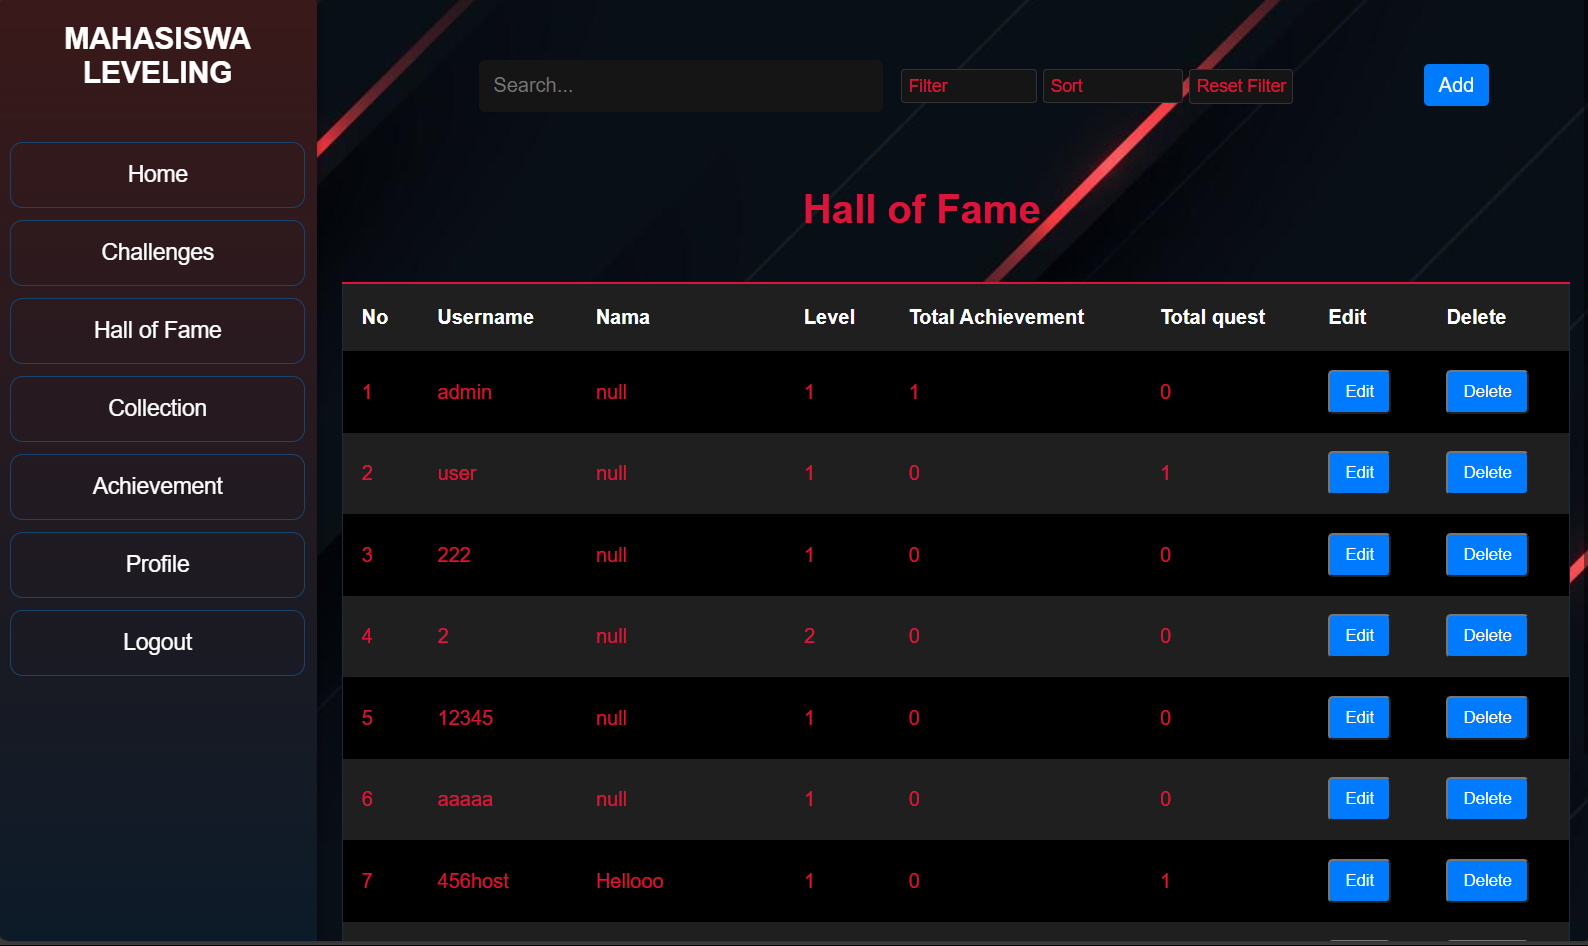 MAHASISWA
LEVELING
Home
Challenges
Hall of Fame
Collection
Achievement
Profile
Logout
Search... Filter Sort Reset Filter Add
Hall of Fame
No Username Nama Level Total Achievement Total quest Edit Delete
1 admin null 1 1 0 Edit Delete
2 user null 1 0 1 Edit Delete
3 222 null 1 0 0 Edit Delete
4 2 null 2 0 0 Edit Delete
5 12345 null 1 0 0 Edit Delete
6 aaaaa null 1 0 0 Edit Delete
7 456host Hellooo 1 0 1 Edit Delete